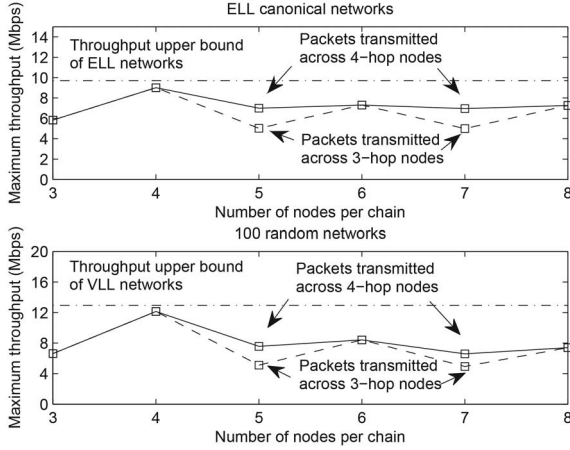 ELL canonical networks
Maximum throughput (Mbps)
14
12
10
8
6
4
2
0
Throughput upper bound
of ELL networks
Packets transmitted
across 4-hop nodes
Packets transmitted
across 3-hop nodes
3 4 5 6 7 8
Number of nodes per chain
100 random networks
Maximum throughput (Mbps)
20
16
12
8
4
0
Throughput upper bound
of VLL networks
Packets transmitted
across 4-hop nodes
Packets transmitted
across 3-hop nodes
3 4 5 6 7 8
Number of nodes per chain